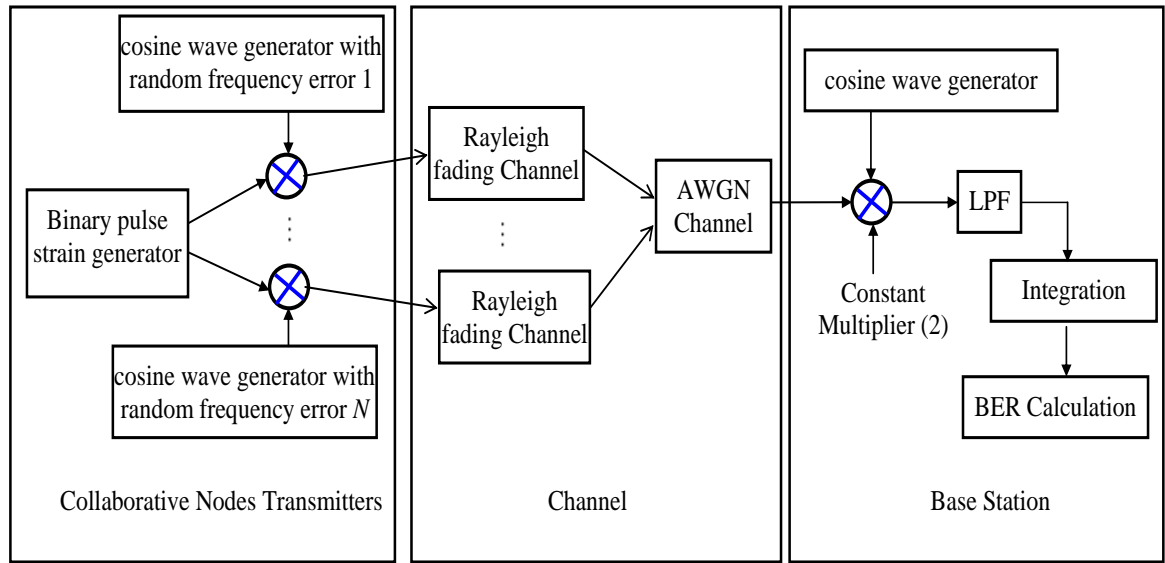 cosine wave generator with
random frequency error 1
Binary pulse
strain generator
cosine wave generator with
random frequency error N
Collaborative Nodes Transmitters
Rayleigh
fading Channel
Rayleigh
fading Channel
AWGN
Channel
Channel
cosine wave generator
LPF
Constant
Multiplier (2)
Integration
BER Calculation
Base Station